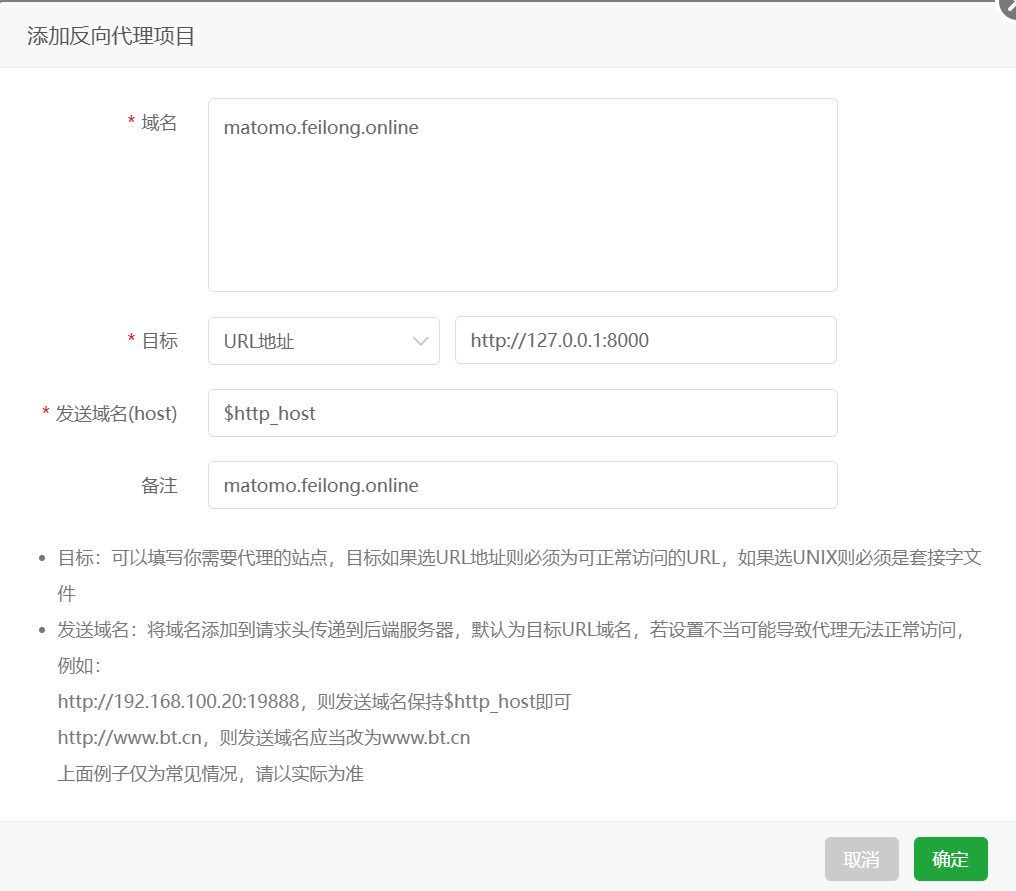 添加反向代理项目
* 域名
matomo.feilong.online
* 目标
URL地址
http://127.0.0.1:8000
* 发送域名(host)
$http_host
备注
matomo.feilong.online
• 目标：可以填写你需要代理的站点，目标如果选URL地址则必须为可正常访问的URL，如果选UNIX则必须是套接字文
件
• 发送域名：将域名添加到请求头传递到后端服务器，默认为目标URL域名，若设置不当可能导致代理无法正常访问，
例如：
http://192.168.100.20:19888，则发送域名保持$http_host即可
http://www.bt.cn，则发送域名应当改为www.bt.cn
上面例子仅为常见情况，请以实际为准
取消
确定